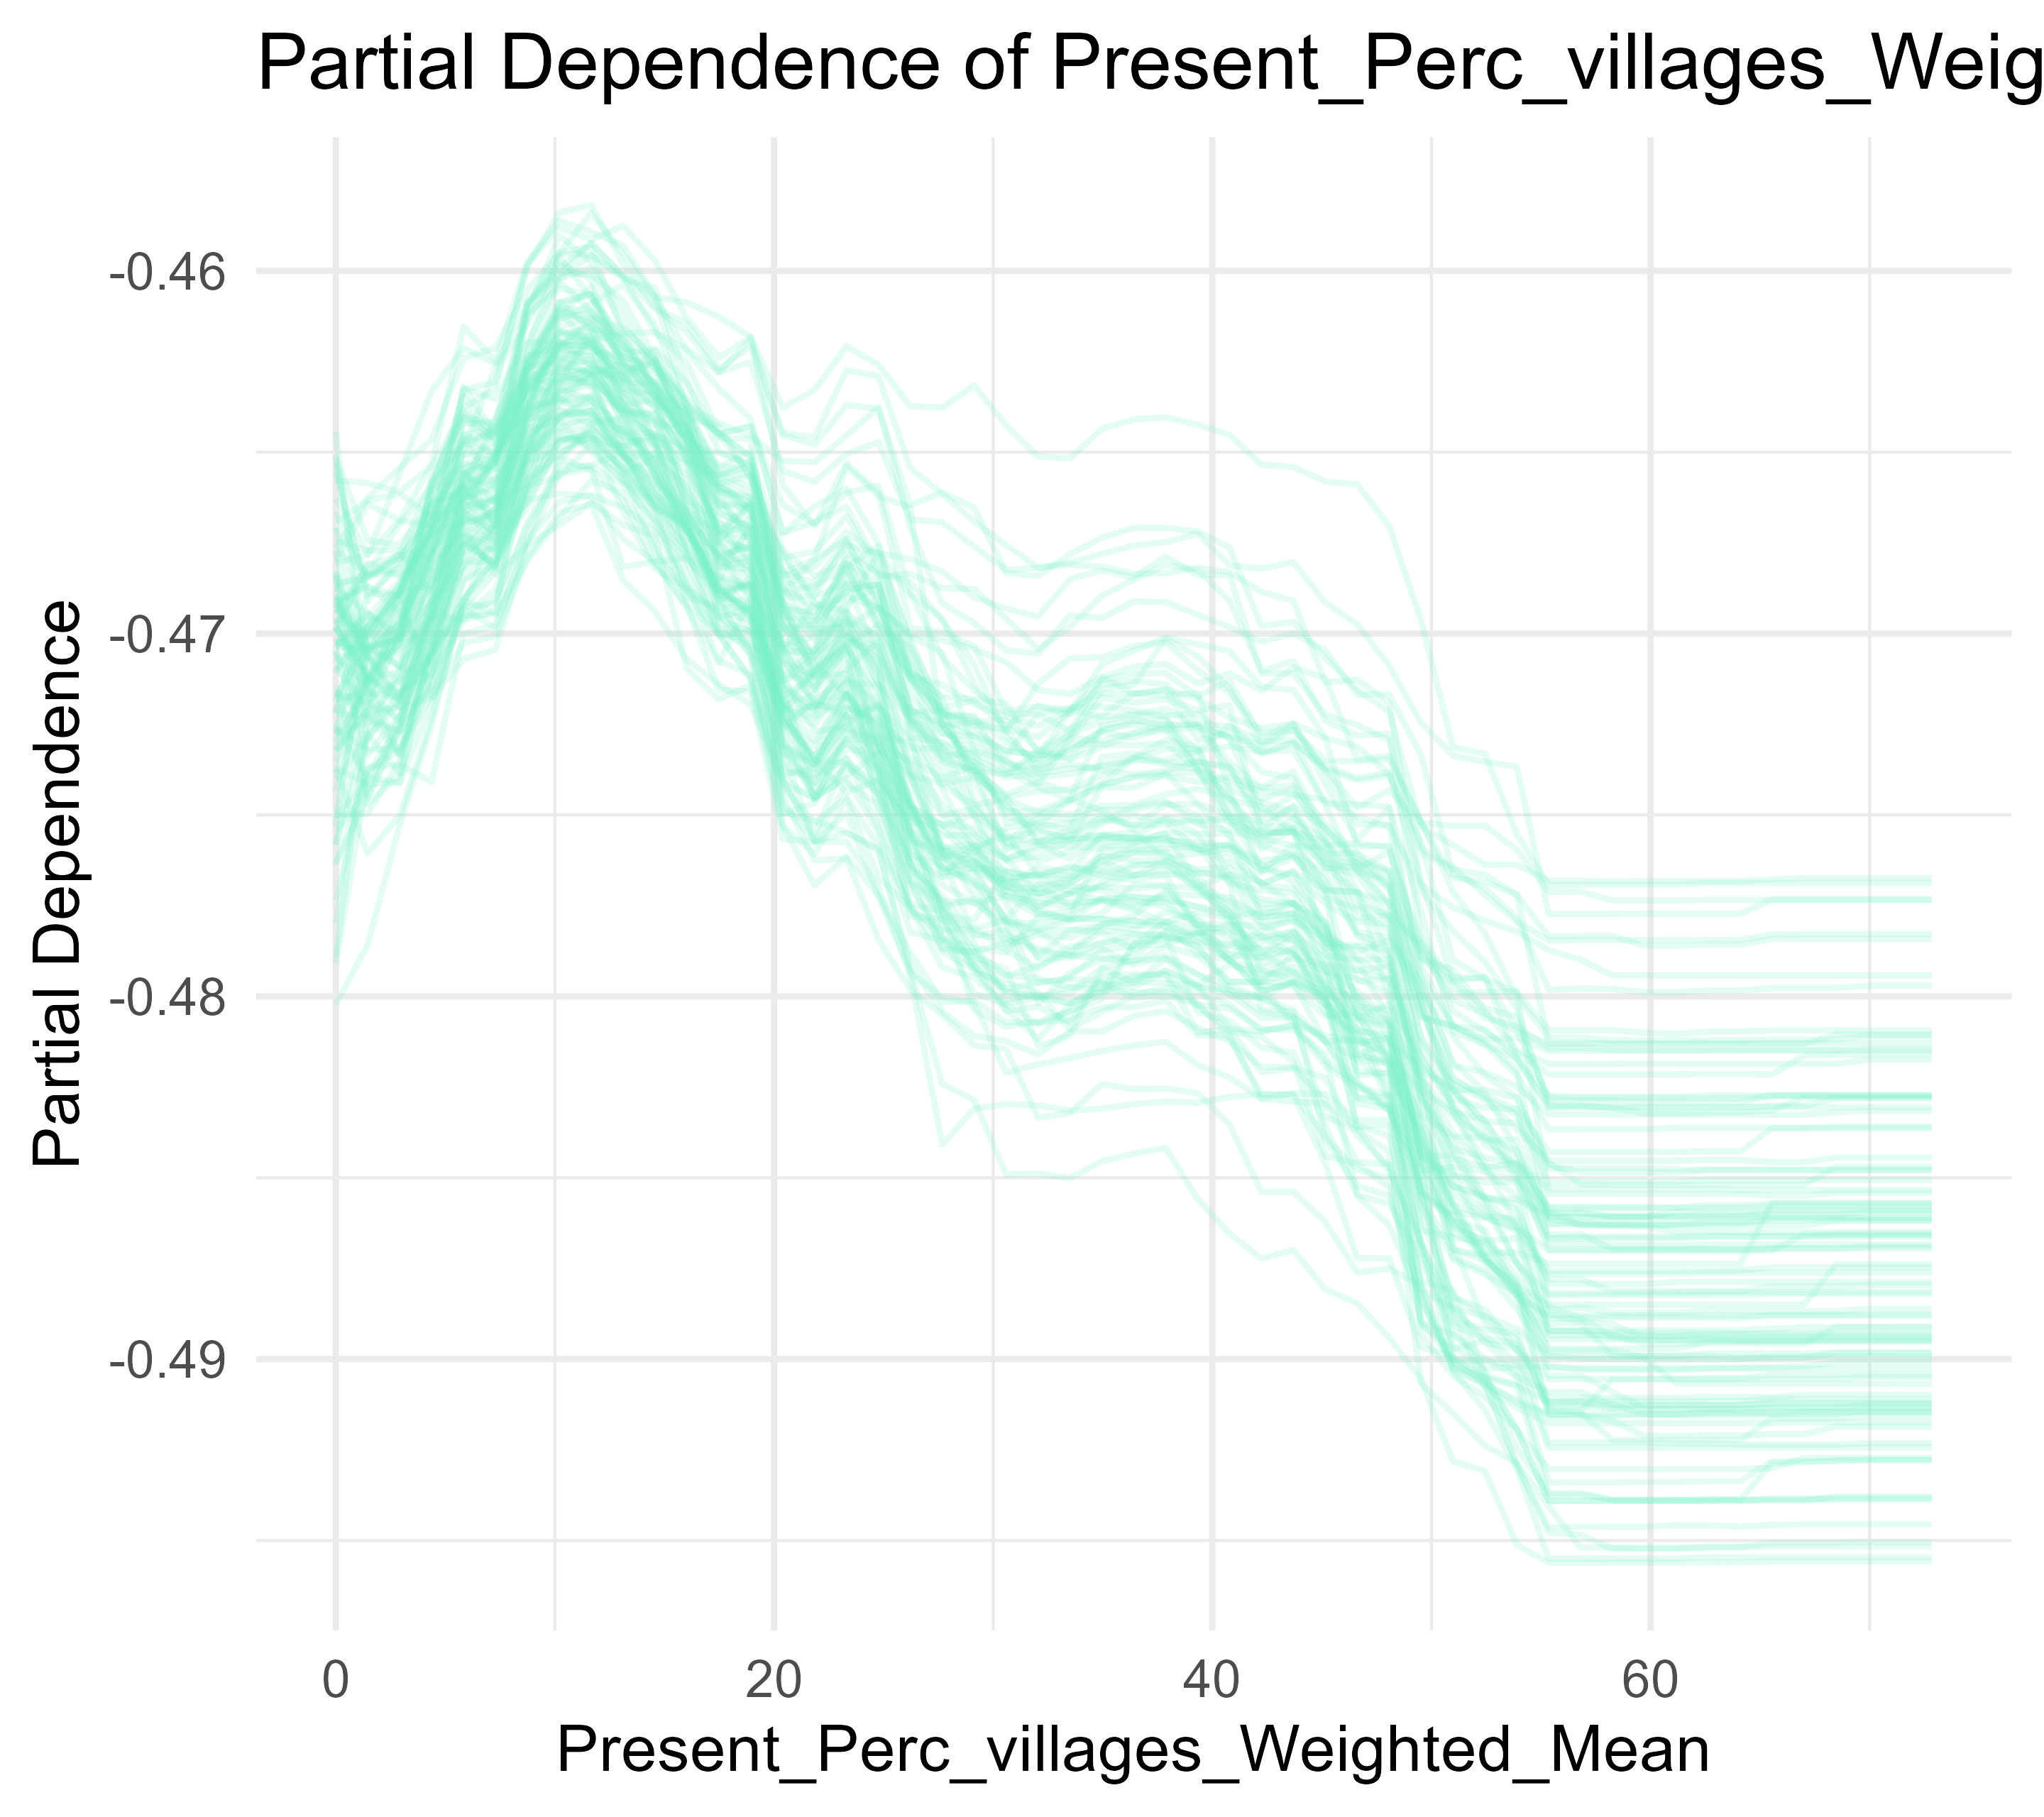 Partial Dependence of Present_Perc_villages_Weig
-0.46
-0.47
-0.48
-0.49
Partial Dependence
0 20 40 60
Present_Perc_villages_Weighted_Mean